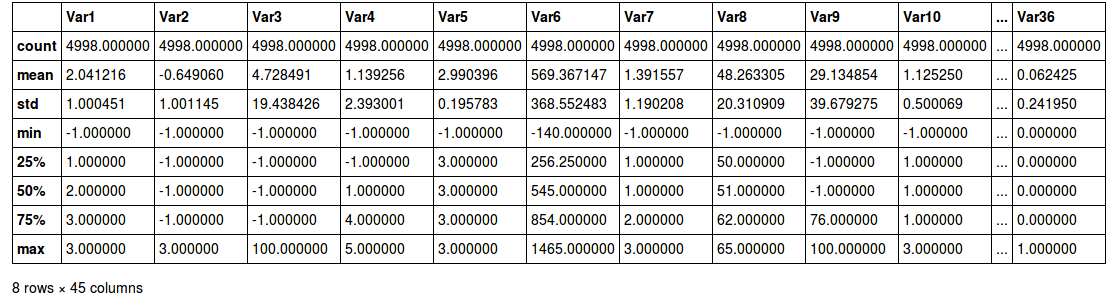 Var1 Var2 Var3 Var4 Var5 Var6 Var7 Var8 Var9 Var10 ... Var36
count 4998.000000 4998.000000 4998.000000 4998.000000 4998.000000 4998.000000 4998.000000 4998.000000 4998.000000 4998.000000 ... 4998.000000
mean 2.041216 -0.649060 4.728491 1.139256 2.990396 569.367147 1.391557 48.263305 29.134854 1.125250 ... 0.062425
std 1.000451 1.001145 19.438426 2.393001 0.195783 368.552483 1.190208 20.310909 39.679275 0.500069 ... 0.241950
min -1.000000 -1.000000 -1.000000 -1.000000 -1.000000 -140.000000 -1.000000 -1.000000 -1.000000 -1.000000 ... 0.000000
25% 1.000000 -1.000000 -1.000000 -1.000000 3.000000 256.250000 1.000000 50.000000 -1.000000 1.000000 ... 0.000000
50% 2.000000 -1.000000 -1.000000 1.000000 3.000000 545.000000 1.000000 51.000000 -1.000000 1.000000 ... 0.000000
75% 3.000000 -1.000000 -1.000000 4.000000 3.000000 854.000000 2.000000 62.000000 76.000000 1.000000 ... 0.000000
max 3.000000 3.000000 100.000000 5.000000 3.000000 1465.000000 3.000000 65.000000 100.000000 3.000000 ... 1.000000
8 rows × 45 columns